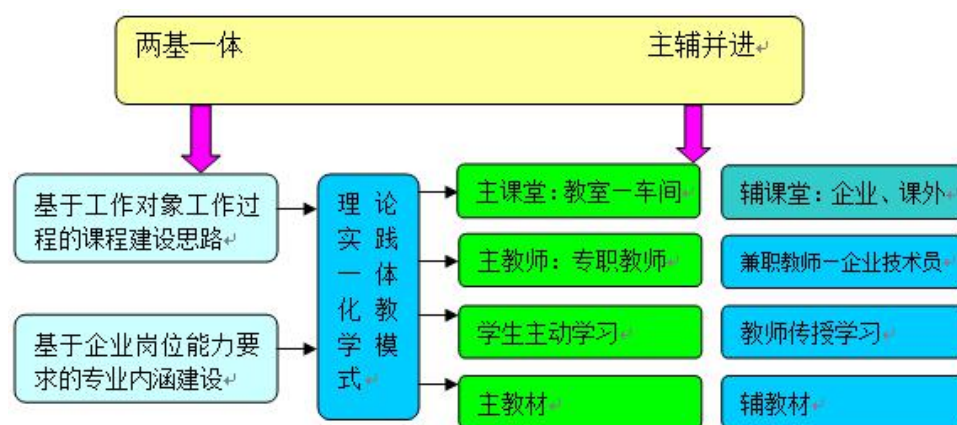 两基一体 主辅并进
基于工作对象工作过
程的课程建设思路
基于企业岗位能力要
求的专业内涵建设
理论
实践
一体
化教
学模
式
主课堂：教室—车间
辅课堂：企业、课外
主教师：专职教师
兼职教师—企业技术员
学生主动学习
教师传授学习
主教材
辅教材